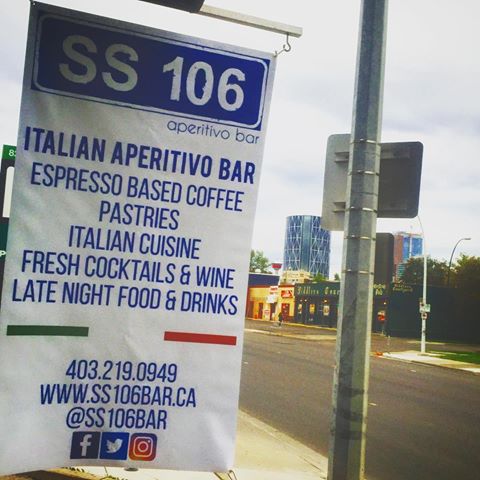 SS 106
aperitivo bar
ITALIAN APERITIVO BAR
ESPRESSO BASED COFFEE
PASTRIES
ITALIAN CUISINE
FRESH COCKTAILS & WINE
LATE NIGHT FOOD & DRINKS
403.219.0949
WWW.SS106BAR.CA
@SS106BAR